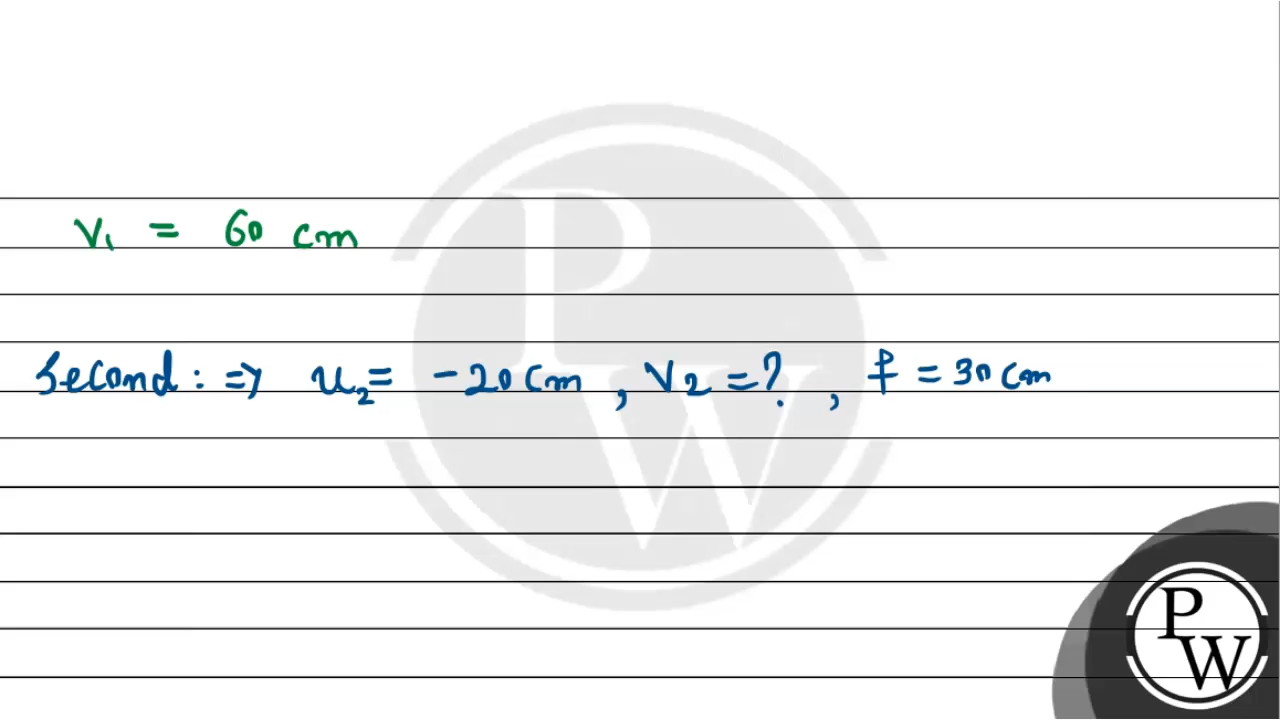 V₁ = 60 cm
Second : => u₂ = -20 cm , V₂ = ? , f = 30 cm
P
W
P
W